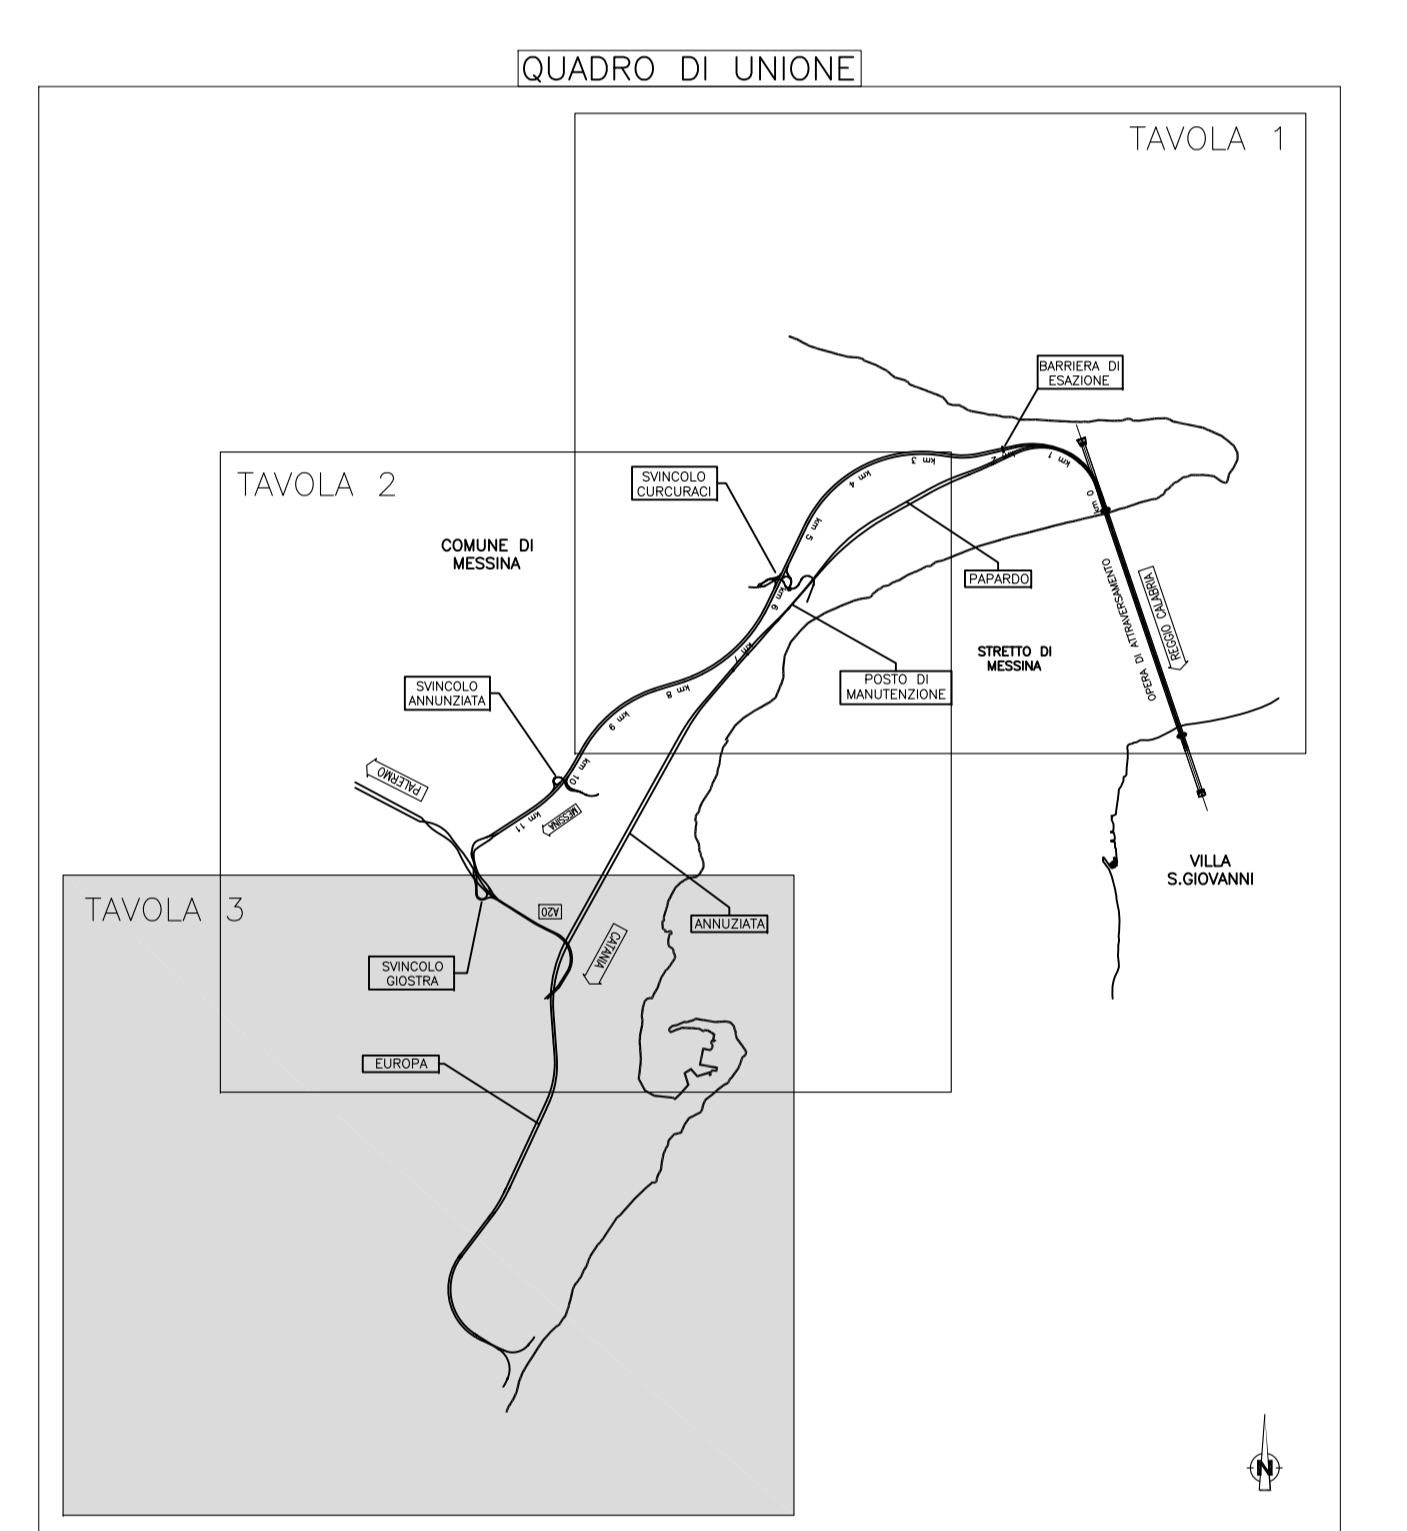 QUADRO DI UNIONE
TAVOLA 1
BARRIERA DI
ESAZIONE
TAVOLA 2
SVINCOLO
CURCURACI
km 0
km 1
km 2
km 3
km 4
km 5
km 6
km 7
km 8
km 9
km 10
km 11
COMUNE DI
MESSINA
PAPARDO
OPERA DI ATTRAVERSAMENTO
REGGIO CALABRIA
STRETTO DI
MESSINA
POSTO DI
MANUTENZIONE
SVINCOLO
ANNUNZIATA
PALERMO
MESSINA
VILLA
S.GIOVANNI
TAVOLA 3
A20
ANNUZIATA
CATANIA
SVINCOLO
GIOSTRA
EUROPA
N